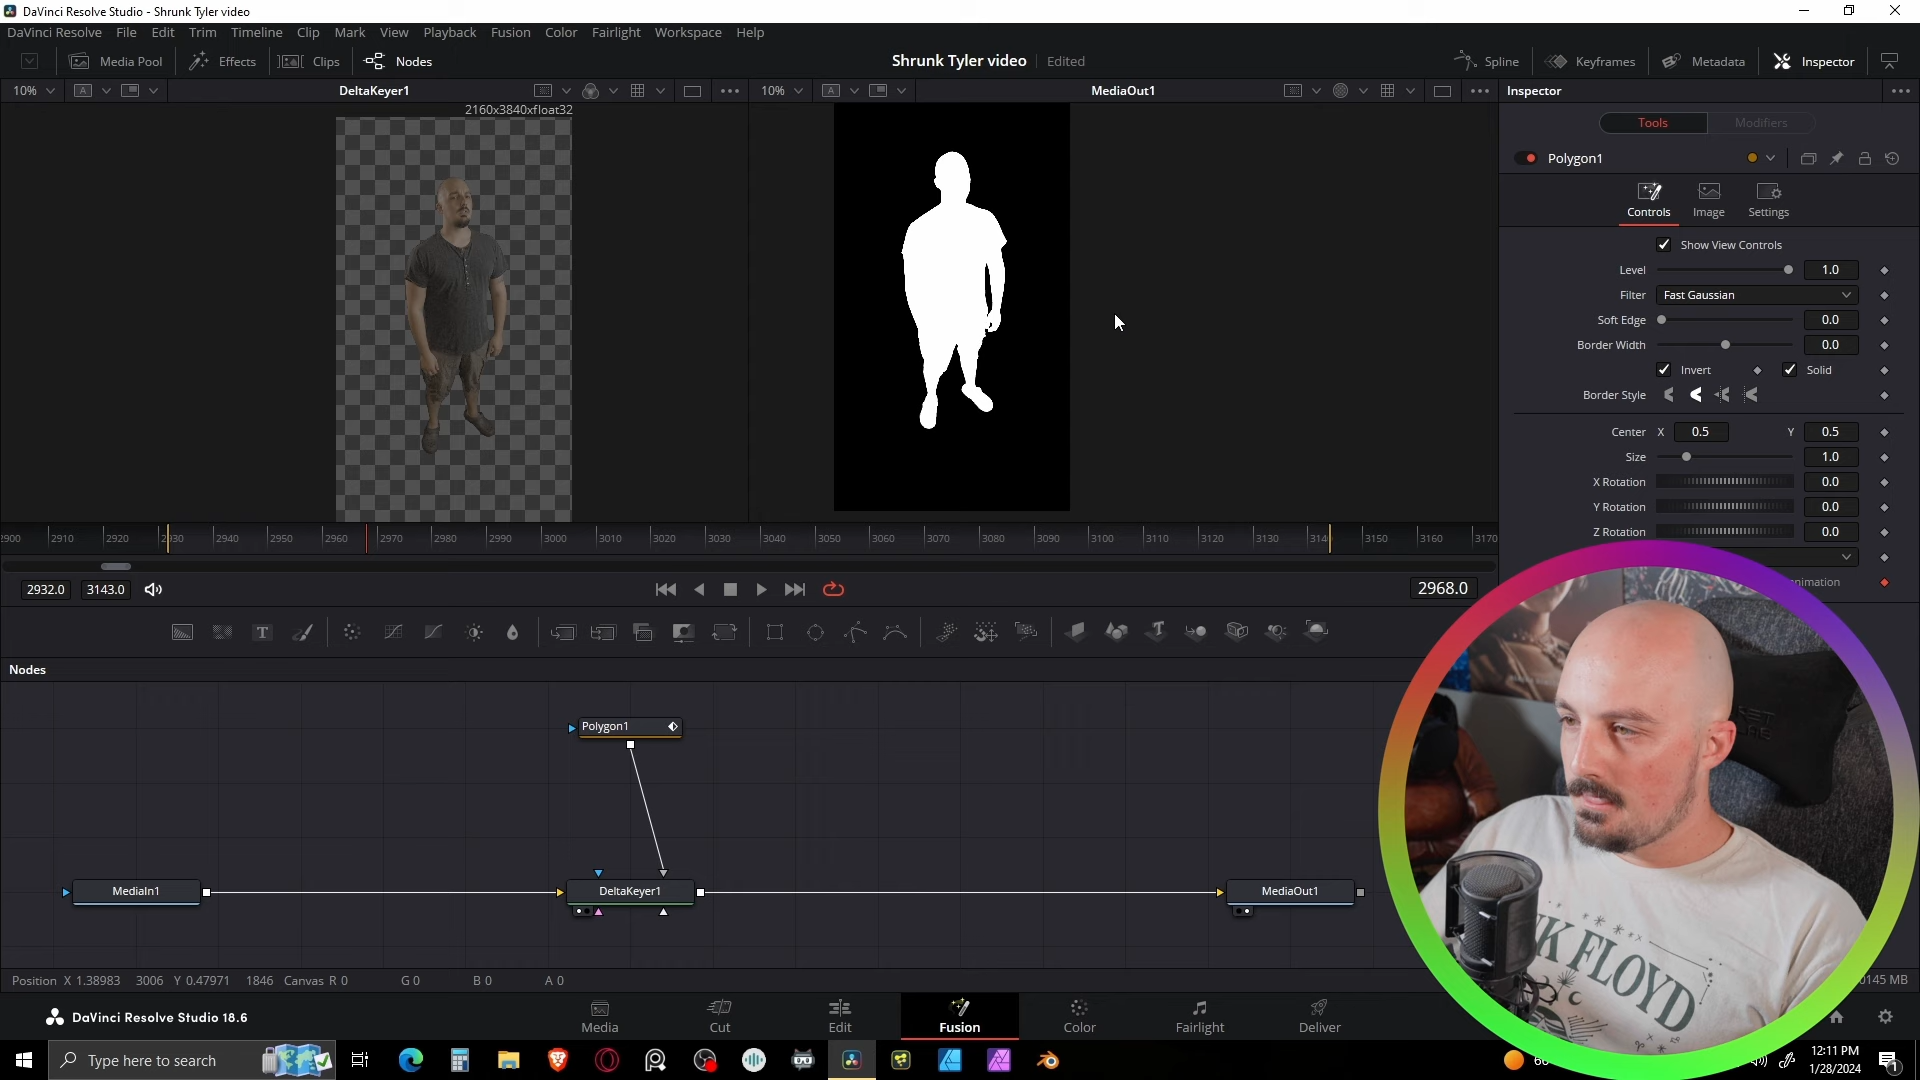 DaVinci Resolve Studio - Shrunk Tyler video
DaVinci Resolve File Edit Trim Timeline Clip Mark View Playback Fusion Color Fairlight Workspace Help
Media Pool Effects Clips Nodes Shrunk Tyler video Edited Spline Keyframes Metadata Inspector
10% A DeltaKeyer1 10% A MediaOut1 Inspector
2160x3840xfloat32
Tools Modifiers
Polygon1
Controls Image Settings
Show View Controls
Level 1.0
Filter Fast Gaussian
Soft Edge 0.0
Border Width 0.0
Invert Solid
Border Style
Center X 0.5 Y 0.5
Size 1.0
X Rotation 0.0
Y Rotation 0.0
Z Rotation 0.0
2900 2910 2920 2930 2940 2950 2960 2970 2980 2990 3000 3010 3020 3030 3040 3050 3060 3070 3080 3090 3100 3110 3120 3130 3140 3150 3160 3170
2932.0 3143.0 2968.0
Nodes
Polygon1
MediaIn1 DeltaKeyer1 MediaOut1
Position X 1.38983 3006 Y 0.47971 1846 Canvas R 0 G 0 B 0 A 0
DaVinci Resolve Studio 18.6 Media Cut Edit Fusion Color Fairlight Deliver
Type here to search
12:11 PM
1/28/2024
1
NK FLOYD